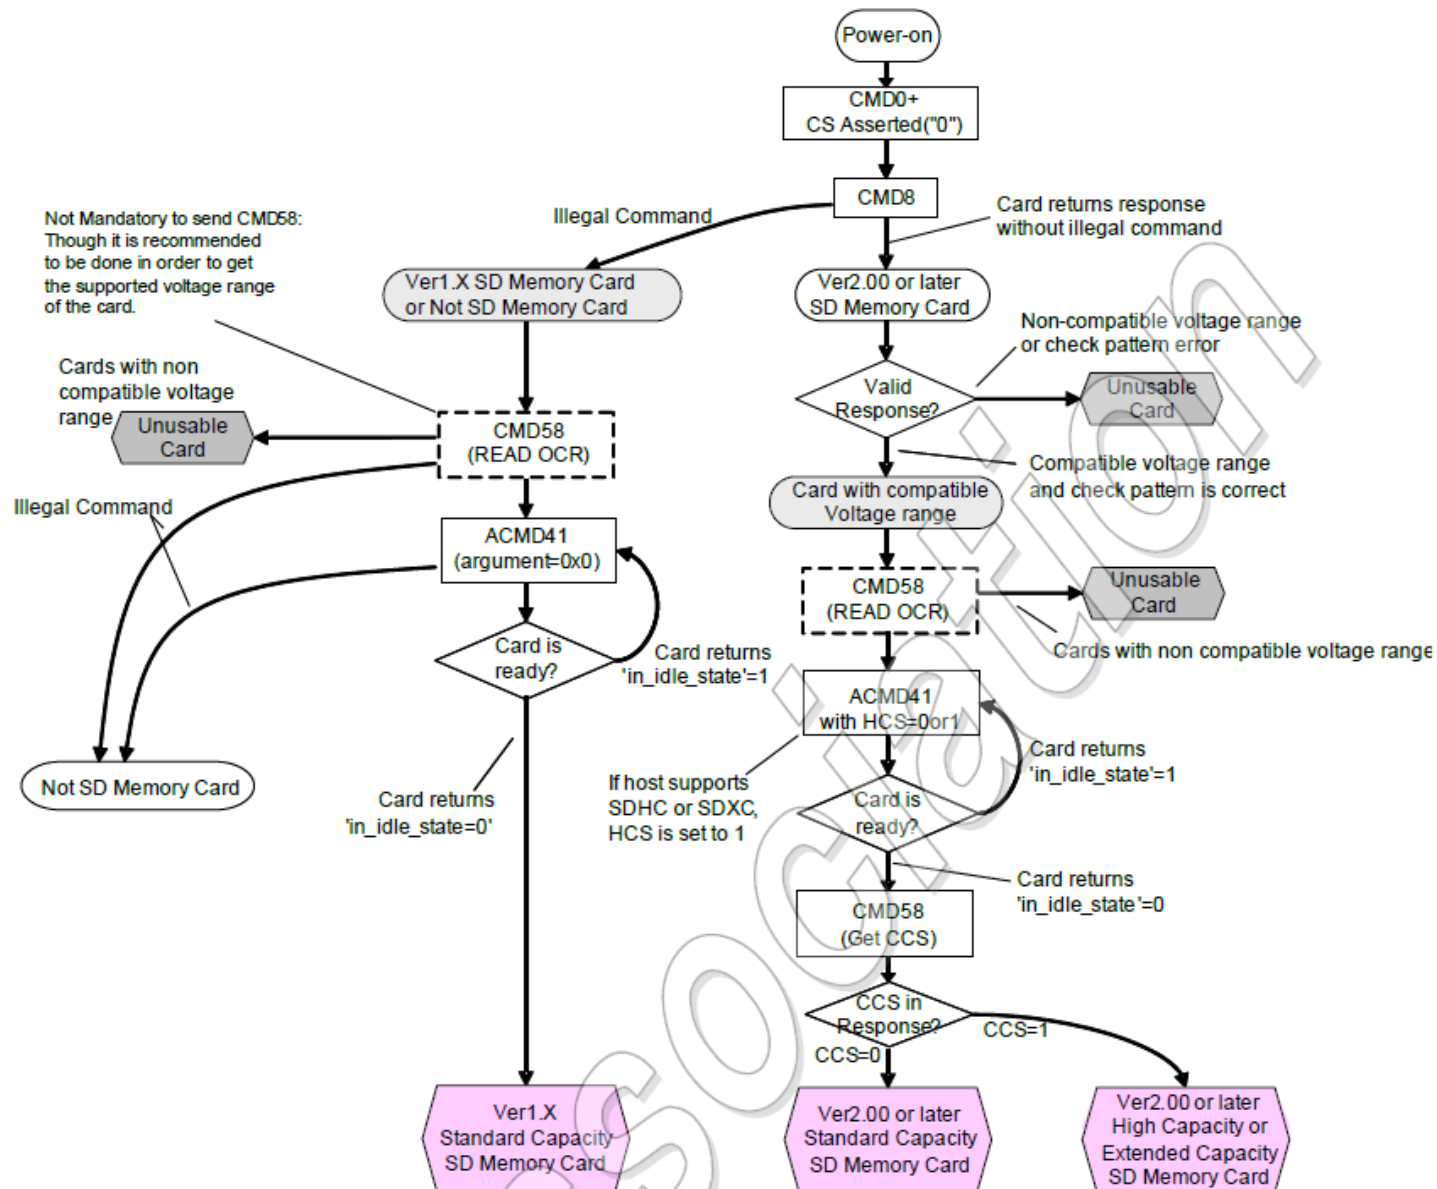 Power-on
CMD0+
CS Asserted("0")
CMD8
Illegal Command
Card returns response
without illegal command
Not Mandatory to send CMD58:
Though it is recommended
to be done in order to get
the supported voltage range
of the card.
Ver1.X SD Memory Card
or Not SD Memory Card
Ver2.00 or later
SD Memory Card
Non-compatible voltage range
or check pattern error
Cards with non
compatible voltage
range
Unusable
Card
CMD58
(READ OCR)
Valid
Response?
Unusable
Card
Compatible voltage range
and check pattern is correct
Card with compatible
Voltage range
Illegal Command
ACMD41
(argument=0x0)
CMD58
(READ OCR)
Unusable
Card
Cards with non compatible voltage range
Card is
ready?
Card returns
'in_idle_state'=1
ACMD41
with HCS=0or1
Card returns
'in_idle_state'=1
Not SD Memory Card
Card returns
'in_idle_state=0'
If host supports
SDHC or SDXC,
HCS is set to 1
Card is
ready?
Card returns
'in_idle_state'=0
CMD58
(Get CCS)
CCS in
Response?
CCS=1
CCS=0
Ver1.X
Standard Capacity
SD Memory Card
Ver2.00 or later
Standard Capacity
SD Memory Card
Ver2.00 or later
High Capacity or
Extended Capacity
SD Memory Card
sociation